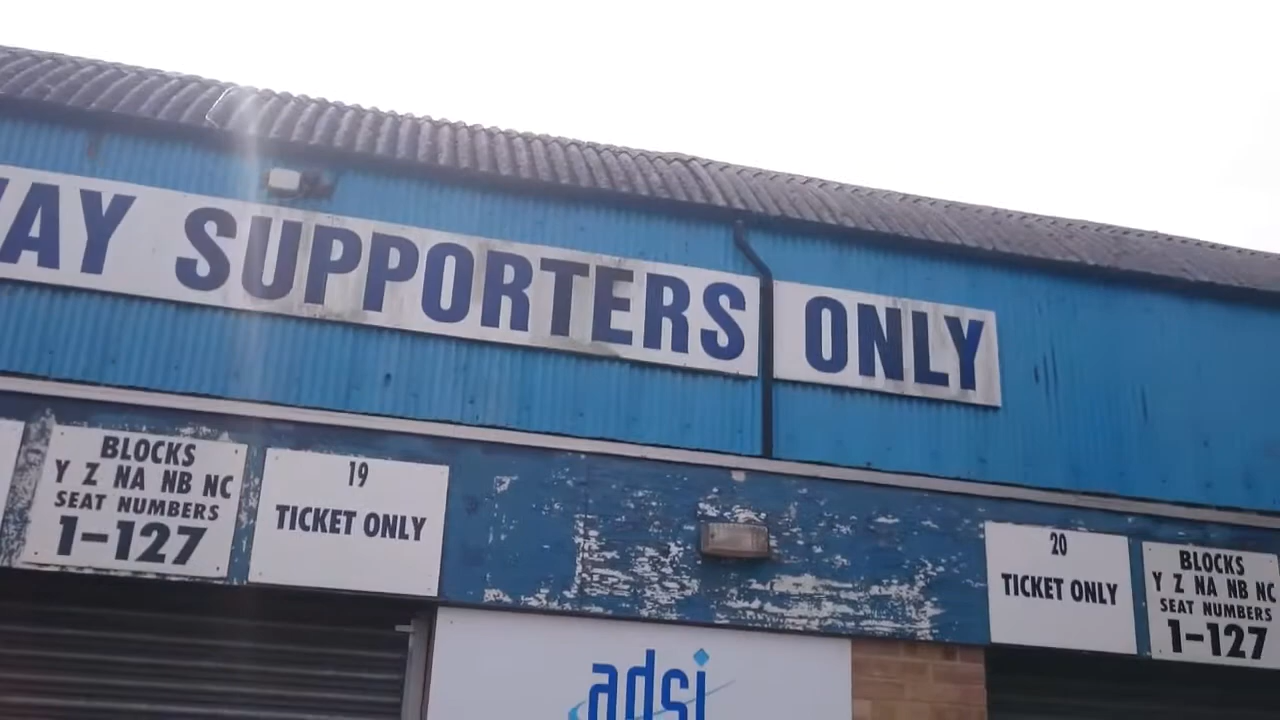 WAY SUPPORTERS ONLY
BLOCKS
Y Z NA NB NC
SEAT NUMBERS
1-127
19
TICKET ONLY
20
TICKET ONLY
BLOCKS
Y Z NA NB NC
SEAT NUMBERS
1-127
adsi